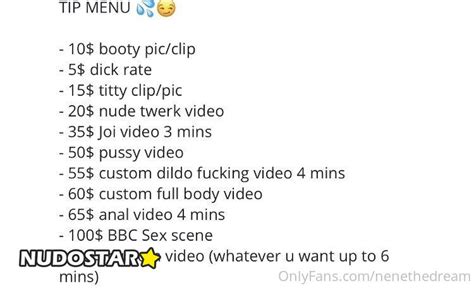 TIP MENU 💦😏
- 10$ booty pic/clip
- 5$ dick rate
- 15$ titty clip/pic
- 20$ nude twerk video
- 35$ Joi video 3 mins
- 50$ pussy video
- 55$ custom dildo fucking video 4 mins
- 60$ custom full body video
- 65$ anal video 4 mins
- 100$ BBC Sex scene
NUDOSTAR video (whatever u want up to 6
mins)
OnlyFans.com/nenethedream